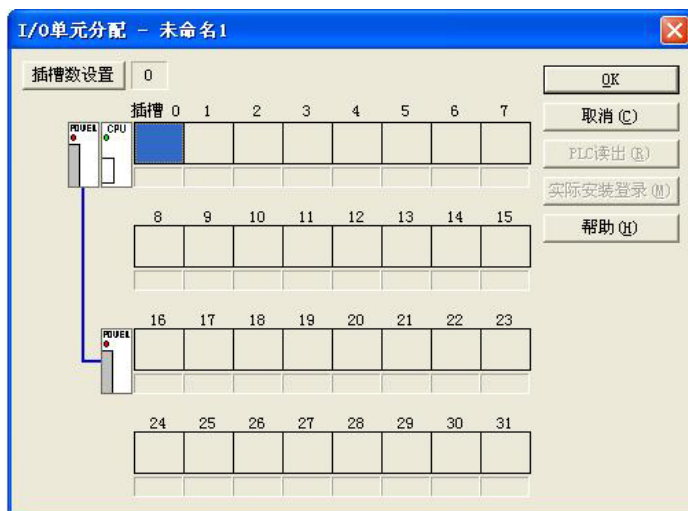 I/O单元分配 - 未命名1
插槽数设置 0
OK
插槽 0 1 2 3 4 5 6 7
取消(C)
POWER CPU
PLC读出(R)
实际安装登录(M)
8 9 10 11 12 13 14 15
帮助(H)
16 17 18 19 20 21 22 23
POWER
24 25 26 27 28 29 30 31